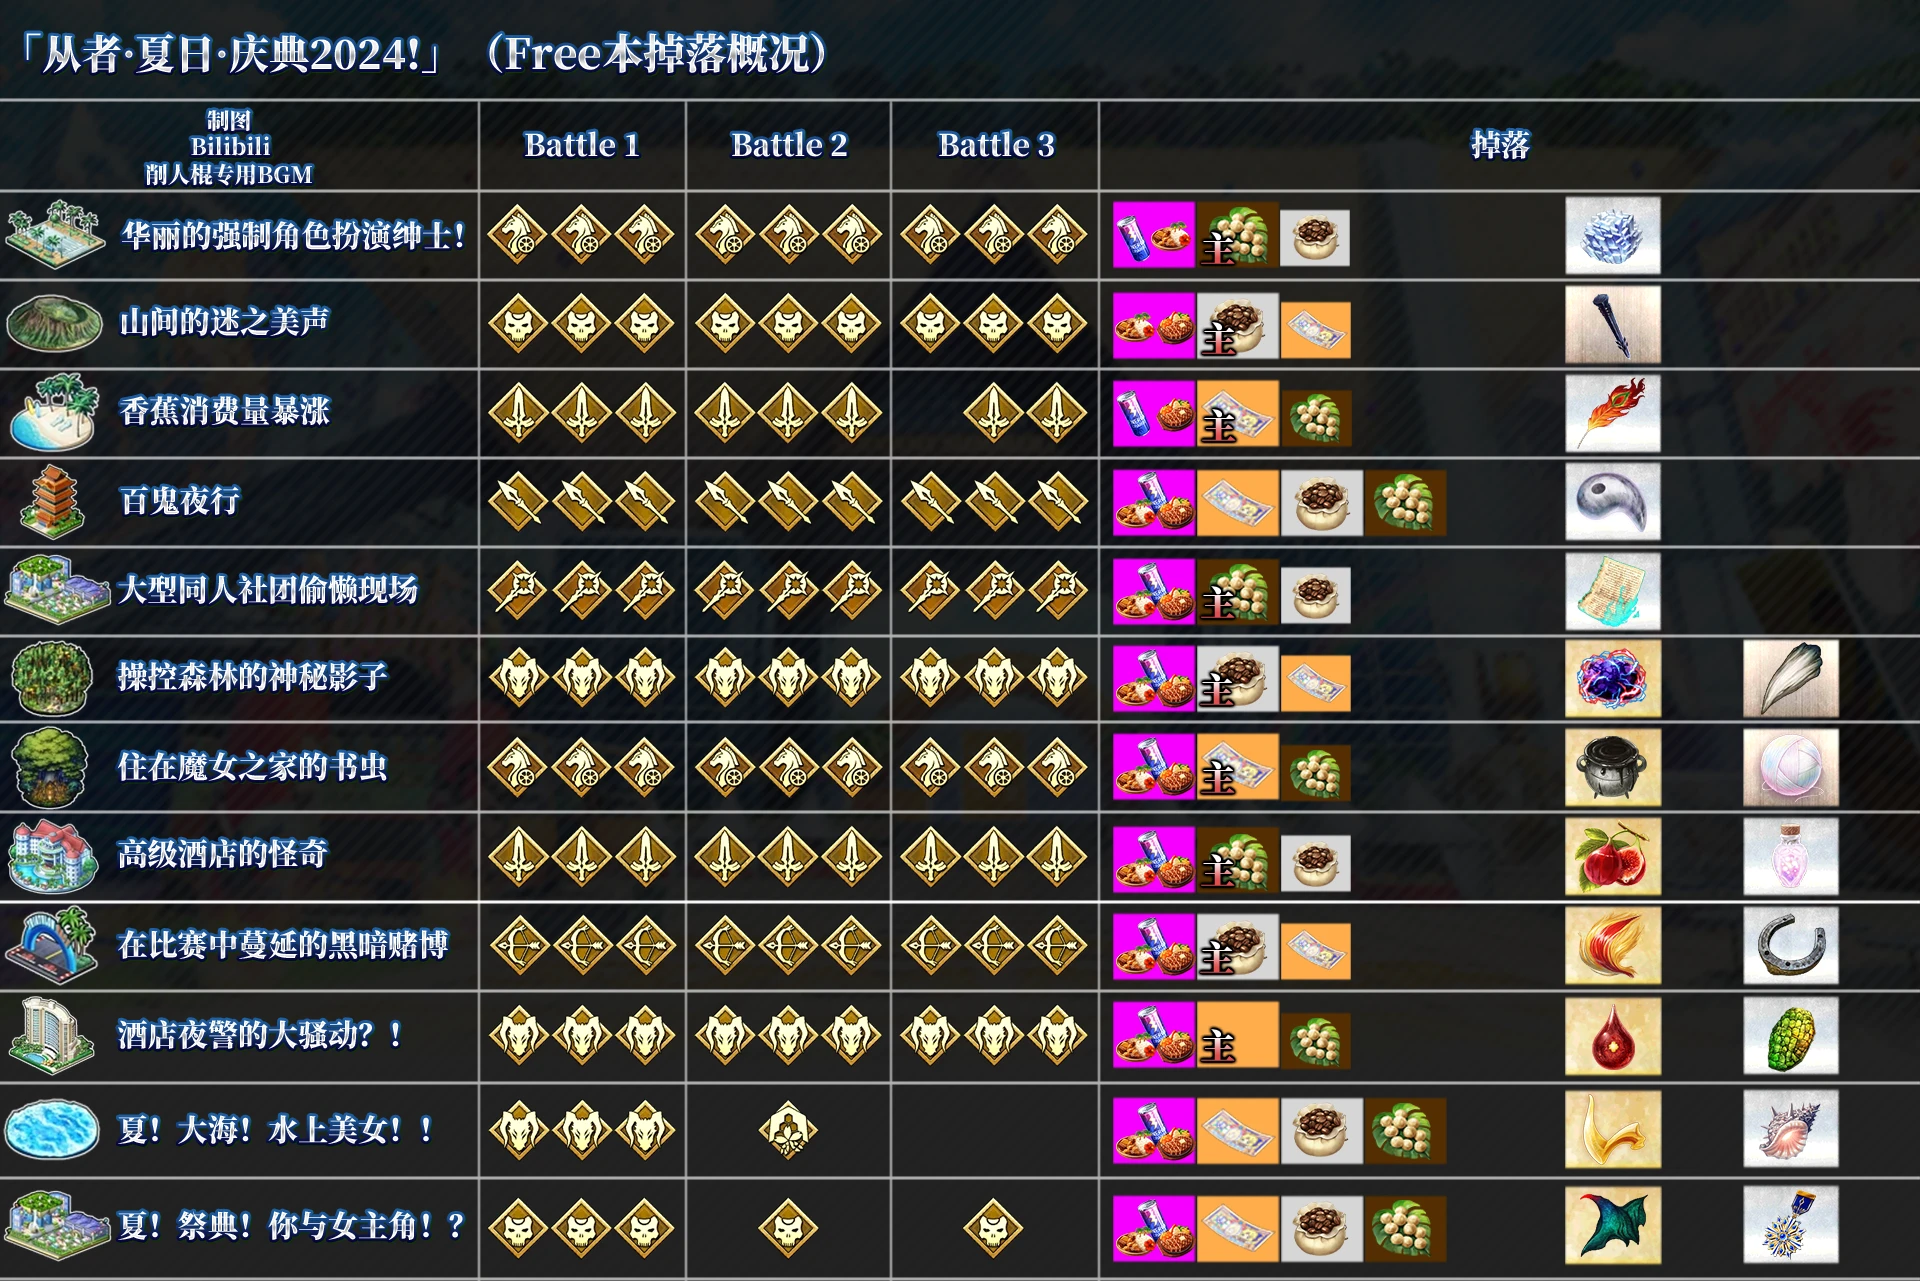 「从者·夏日·庆典2024!」（Free本掉落概况）
制图
Bilibili
削人棍专用BGM
Battle 1
Battle 2
Battle 3
掉落
华丽的强制角色扮演绅士！
主
山间的迷之美声
主
香蕉消费量暴涨
主
百鬼夜行
大型同人社团偷懒现场
主
操控森林的神秘影子
主
住在魔女之家的书虫
主
高级酒店的怪奇
主
TRIATHLON
在比赛中蔓延的黑暗赌博
主
酒店夜警的大骚动？！
主
夏！大海！水上美女！！
夏！祭典！你与女主角！？